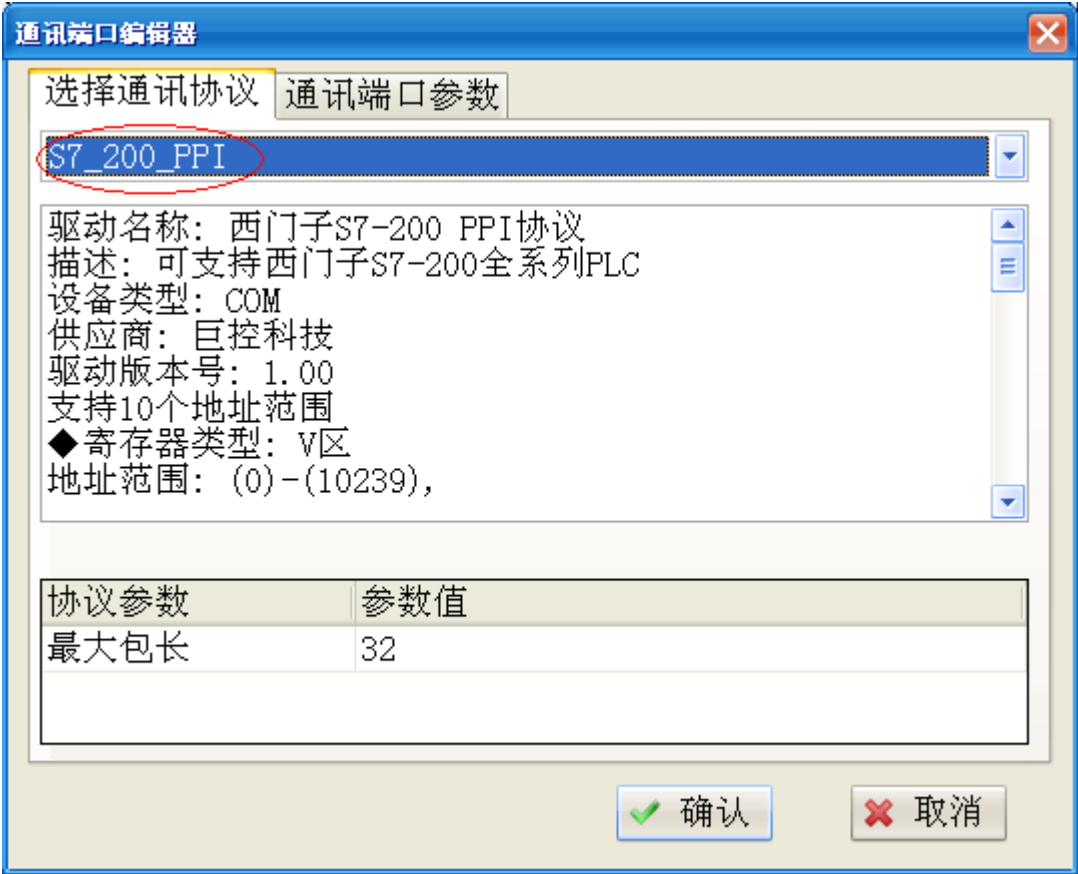 通讯端口编辑器
选择通讯协议 通讯端口参数
S7_200_PPI
驱动名称: 西门子S7-200 PPI协议
描述: 可支持西门子S7-200全系列PLC
设备类型: COM
供应商: 巨控科技
驱动版本号: 1.00
支持10个地址范围
◆寄存器类型: V区
地址范围: (0)-(10239),
协议参数 参数值
最大包长 32
确认 取消